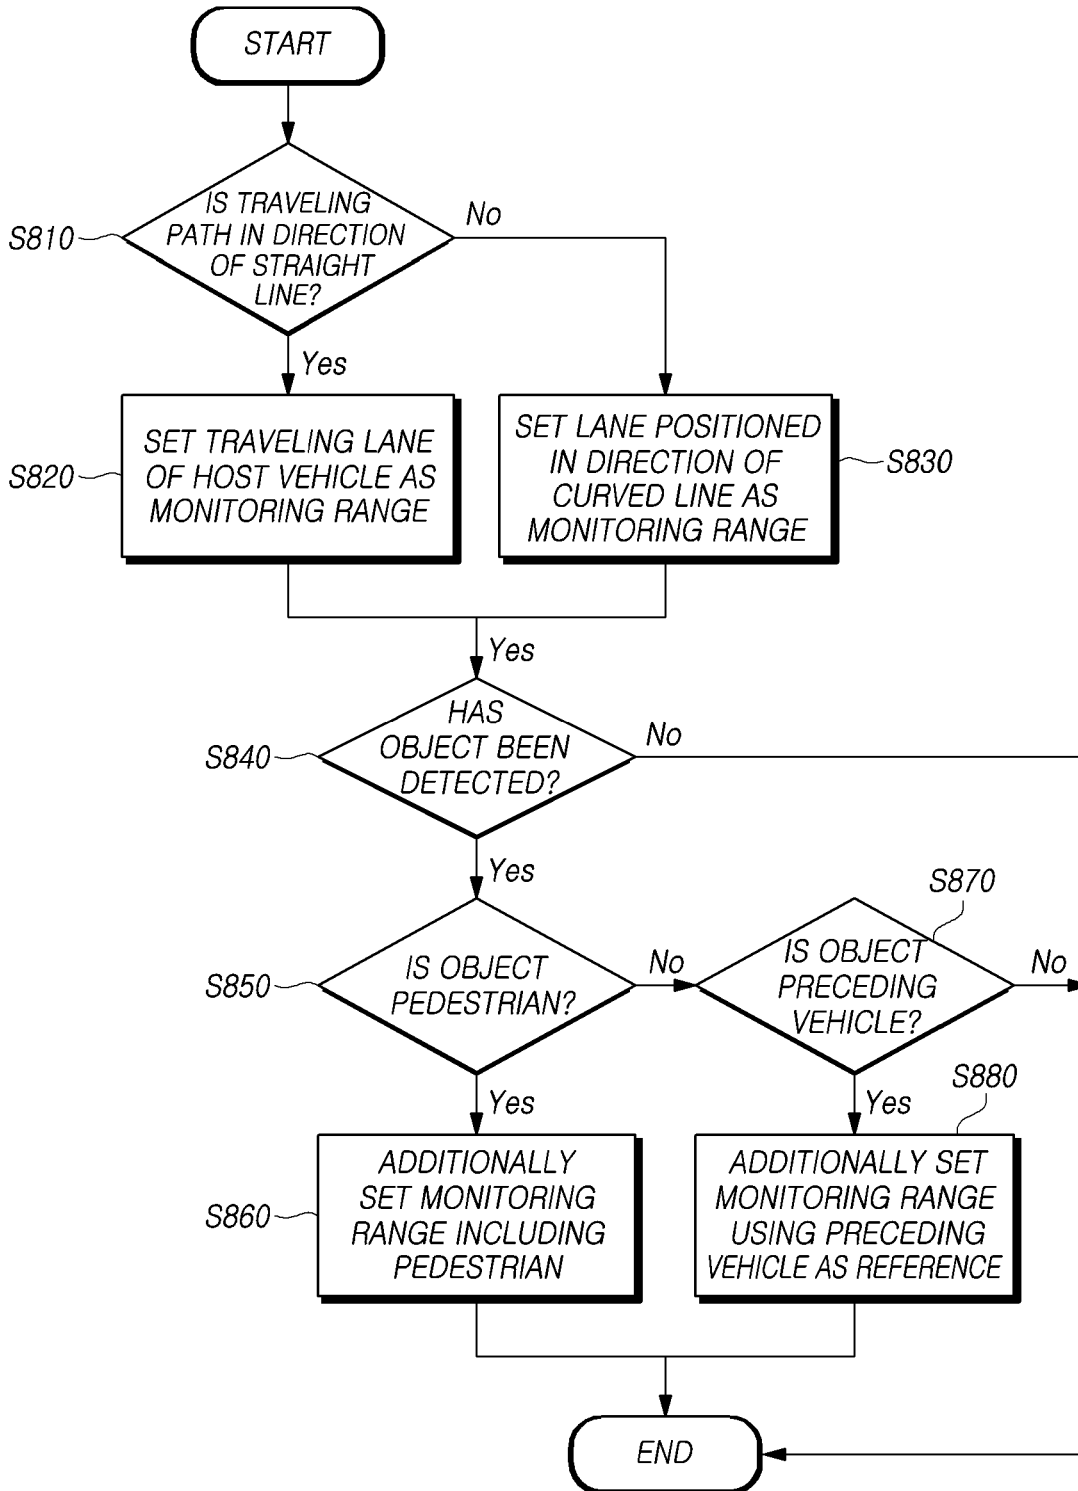 START
IS TRAVELING
PATH IN DIRECTION
OF STRAIGHT
LINE?
S810
No
Yes
SET TRAVELING LANE
OF HOST VEHICLE AS
MONITORING RANGE
S820
SET LANE POSITIONED
IN DIRECTION OF
CURVED LINE AS
MONITORING RANGE
S830
Yes
HAS
OBJECT BEEN
DETECTED?
S840
No
Yes
IS OBJECT
PEDESTRIAN?
S850
No
S870
IS OBJECT
PRECEDING
VEHICLE?
No
Yes
ADDITIONALLY
SET MONITORING
RANGE INCLUDING
PEDESTRIAN
S860
Yes
S880
ADDITIONALLY SET
MONITORING RANGE
USING PRECEDING
VEHICLE AS REFERENCE
END